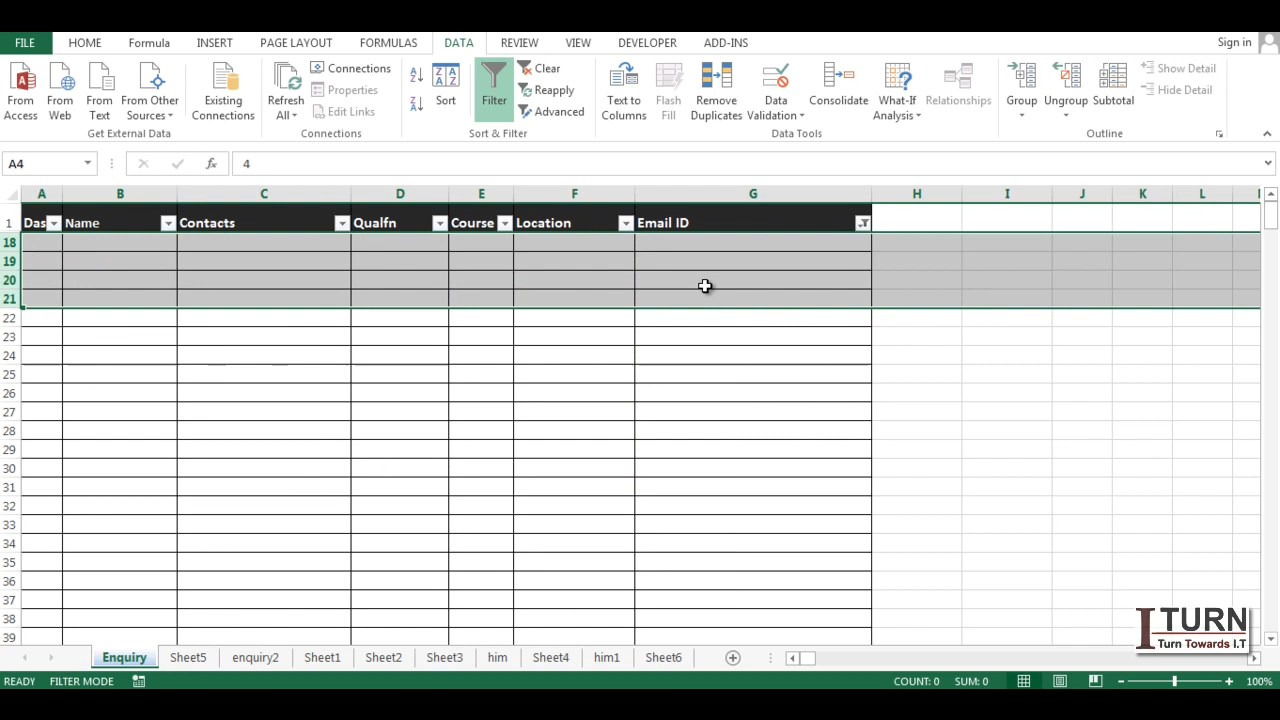 FILE HOME Formula INSERT PAGE LAYOUT FORMULAS DATA REVIEW VIEW DEVELOPER ADD-INS Sign in
From Access
From Web
From Text
From Other Sources
Existing Connections
Get External Data
Refresh All
Connections
Properties
Edit Links
Connections
Sort
Filter
Clear
Reapply
Advanced
Sort & Filter
Text to Columns
Flash Fill
Remove Duplicates
Data Validation
Consolidate
What-If Analysis
Relationships
Data Tools
Group
Ungroup
Subtotal
Show Detail
Hide Detail
Outline
A4 fx 4
A B C D E F G H I J K L
1 Das Name Contacts Qualfn Course Location Email ID
18
19
20
21
22
23
24
25
26
27
28
29
30
31
32
33
34
35
36
37
38
39
I TURN
Turn Towards I.T
Enquiry Sheet5 enquiry2 Sheet1 Sheet2 Sheet3 him Sheet4 him1 Sheet6
READY FILTER MODE COUNT: 0 SUM: 0 100%